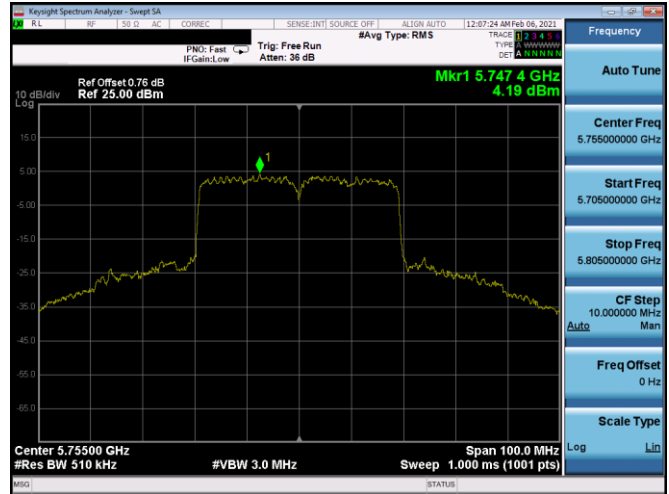 Keysight Spectrum Analyzer - Swept SA
RL RF 50 Ω AC CORREC SENSE:INT SOURCE OFF ALIGN AUTO 12:07:24 AM Feb 06, 2021
#Avg Type: RMS
TRACE 1 2 3 4 5 6
TYPE A WWWWW
DET A N N N N N
PNO: Fast
IFGain:Low
Trig: Free Run
Atten: 36 dB
Mkr1 5.747 4 GHz
4.19 dBm
Ref Offset 0.76 dB
10 dB/div Ref 25.00 dBm
Log
15.0
5.00
-5.00
-15.0
-25.0
-35.0
-45.0
-55.0
-65.0
1
Center 5.75500 GHz
Span 100.0 MHz
#Res BW 510 kHz
#VBW 3.0 MHz
Sweep 1.000 ms (1001 pts)
MSG
STATUS
Frequency
Auto Tune
Center Freq
5.755000000 GHz
Start Freq
5.705000000 GHz
Stop Freq
5.805000000 GHz
CF Step
10.000000 MHz
Auto Man
Freq Offset
0 Hz
Scale Type
Log Lin